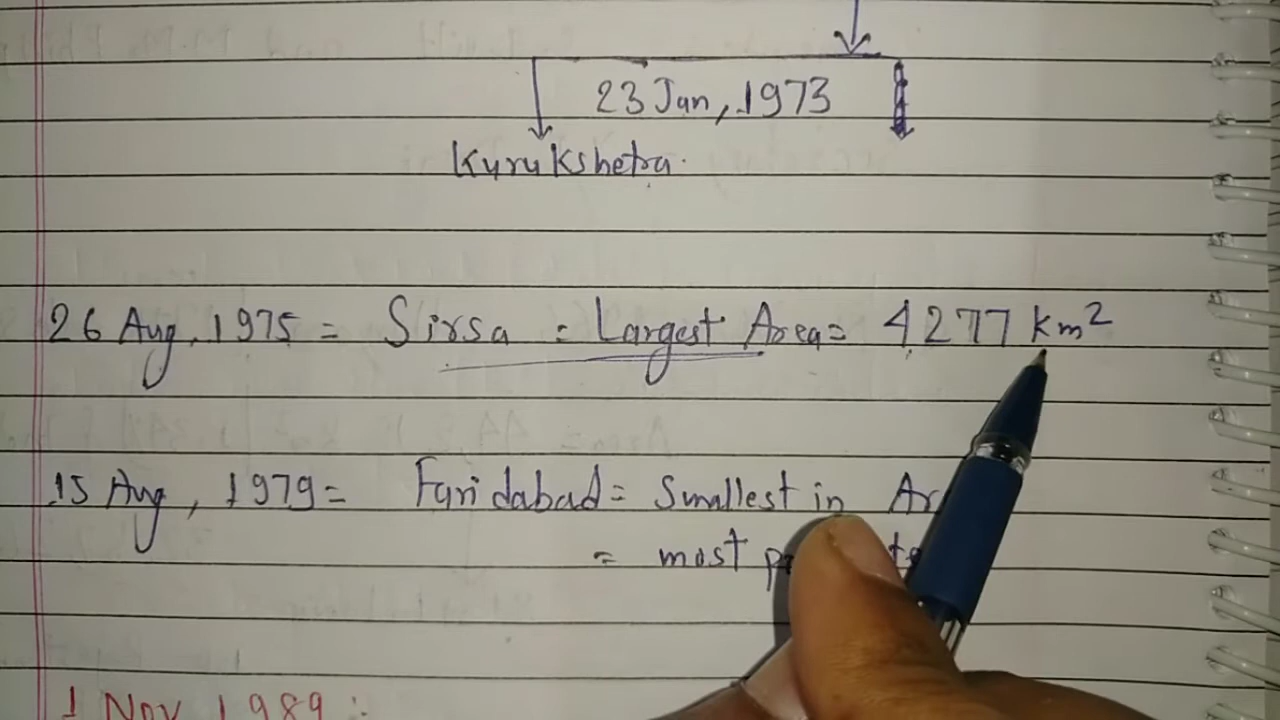 23 Jan, 1973
Kurukshetra.
26 Aug, 1975 = Sirsa = Largest Area = 4277 km²
15 Aug, 1979 = Faridabad = Smallest in
= most
1 Nov 1989 :